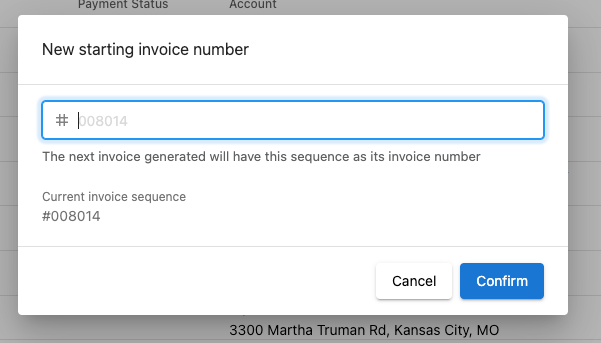 Payment Status Account
New starting invoice number
# 008014
The next invoice generated will have this sequence as its invoice number
Current invoice sequence
#008014
Cancel Confirm
3300 Martha Truman Rd, Kansas City, MO